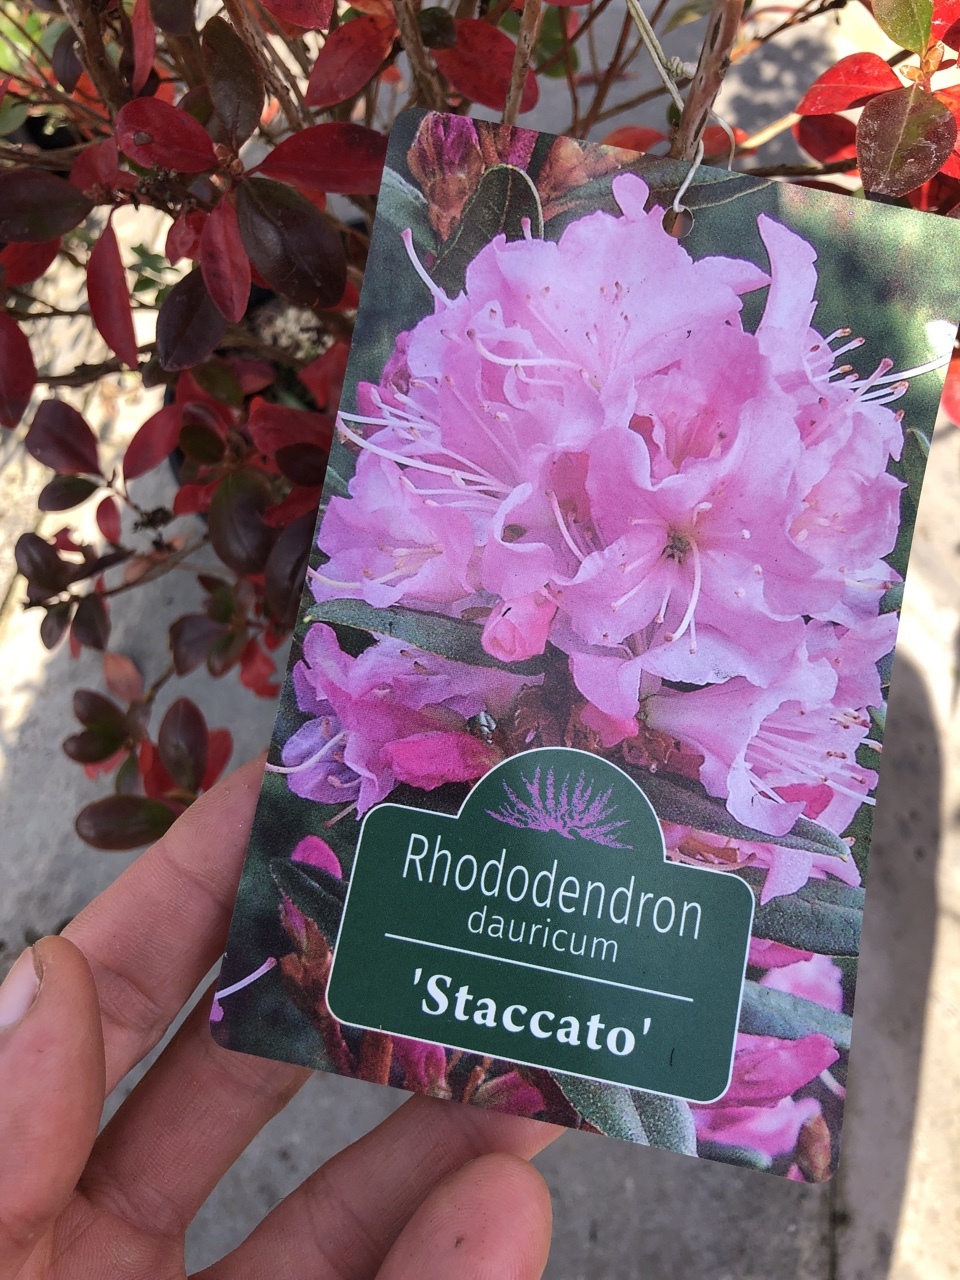 Rhododendron
dauricum
'Staccato'